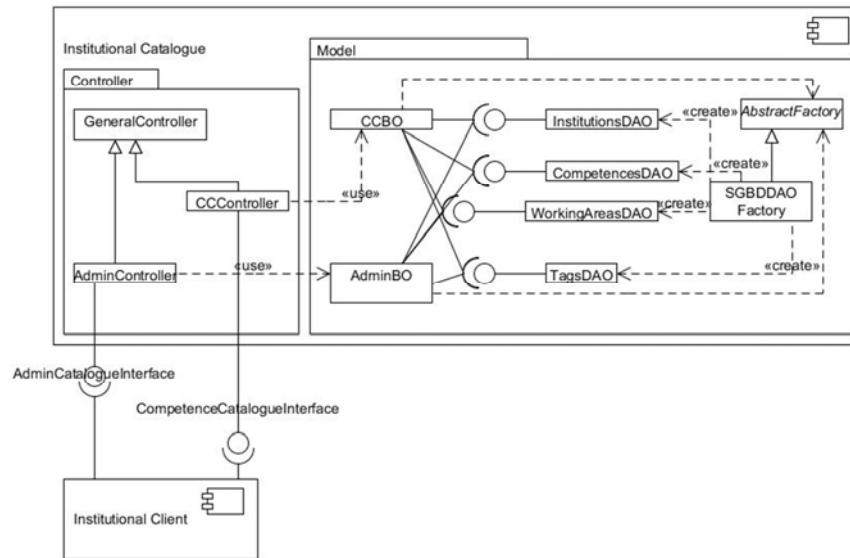 Institutional Catalogue
Model
Controller
GeneralController
CCBO
InstitutionsDAO
«create»
AbstractFactory
CompetencesDAO
«create»
CCController
«use»
SGBDDAO
Factory
WorkingAreasDAO
«create»
AdminController
«use»
AdminBO
TagsDAO
«create»
AdminCatalogueInterface
CompetenceCatalogueInterface
Institutional Client